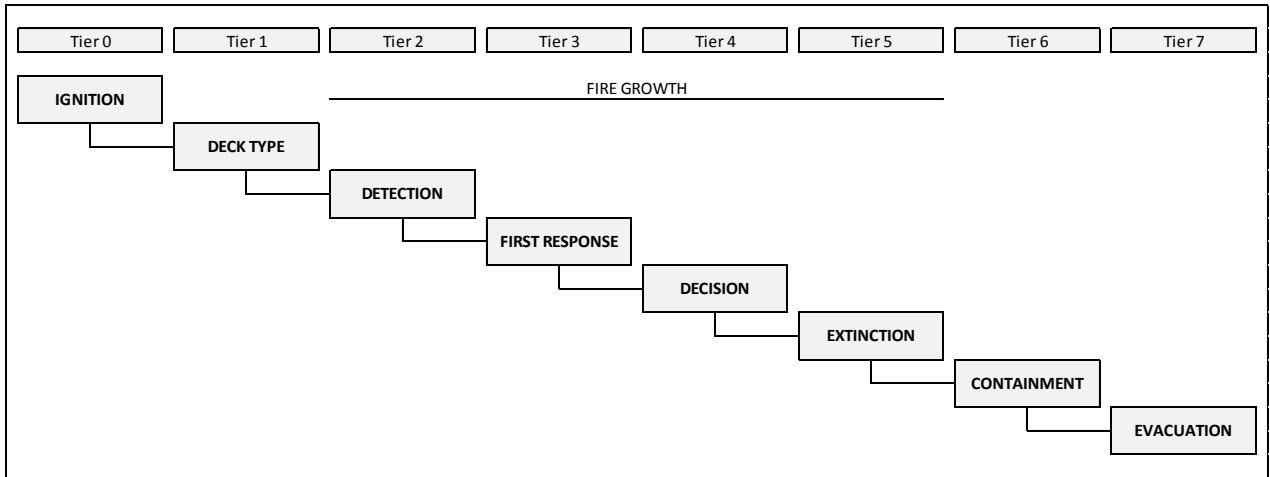 Tier 0 Tier 1 Tier 2 Tier 3 Tier 4 Tier 5 Tier 6 Tier 7
IGNITION
FIRE GROWTH
DECK TYPE
DETECTION
FIRST RESPONSE
DECISION
EXTINCTION
CONTAINMENT
EVACUATION